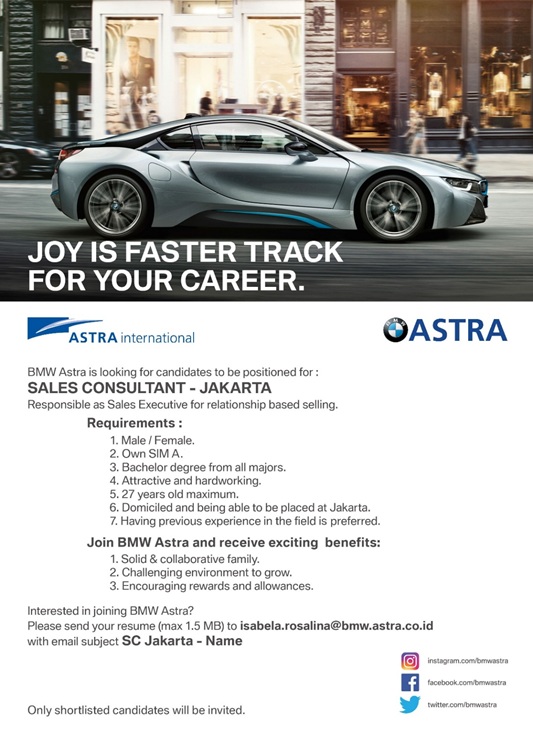 JOY IS FASTER TRACK
FOR YOUR CAREER.
ASTRA international
BMW ASTRA
BMW Astra is looking for candidates to be positioned for :
SALES CONSULTANT - JAKARTA
Responsible as Sales Executive for relationship based selling.
Requirements :
1. Male / Female.
2. Own SIM A.
3. Bachelor degree from all majors.
4. Attractive and hardworking.
5. 27 years old maximum.
6. Domiciled and being able to be placed at Jakarta.
7. Having previous experience in the field is preferred.
Join BMW Astra and receive exciting benefits:
1. Solid & collaborative family.
2. Challenging environment to grow.
3. Encouraging rewards and allowances.
Interested in joining BMW Astra?
Please send your resume (max 1.5 MB) to isabela.rosalina@bmw.astra.co.id
with email subject SC Jakarta - Name
instagram.com/bmwastra
facebook.com/bmwastra
twitter.com/bmwastra
Only shortlisted candidates will be invited.